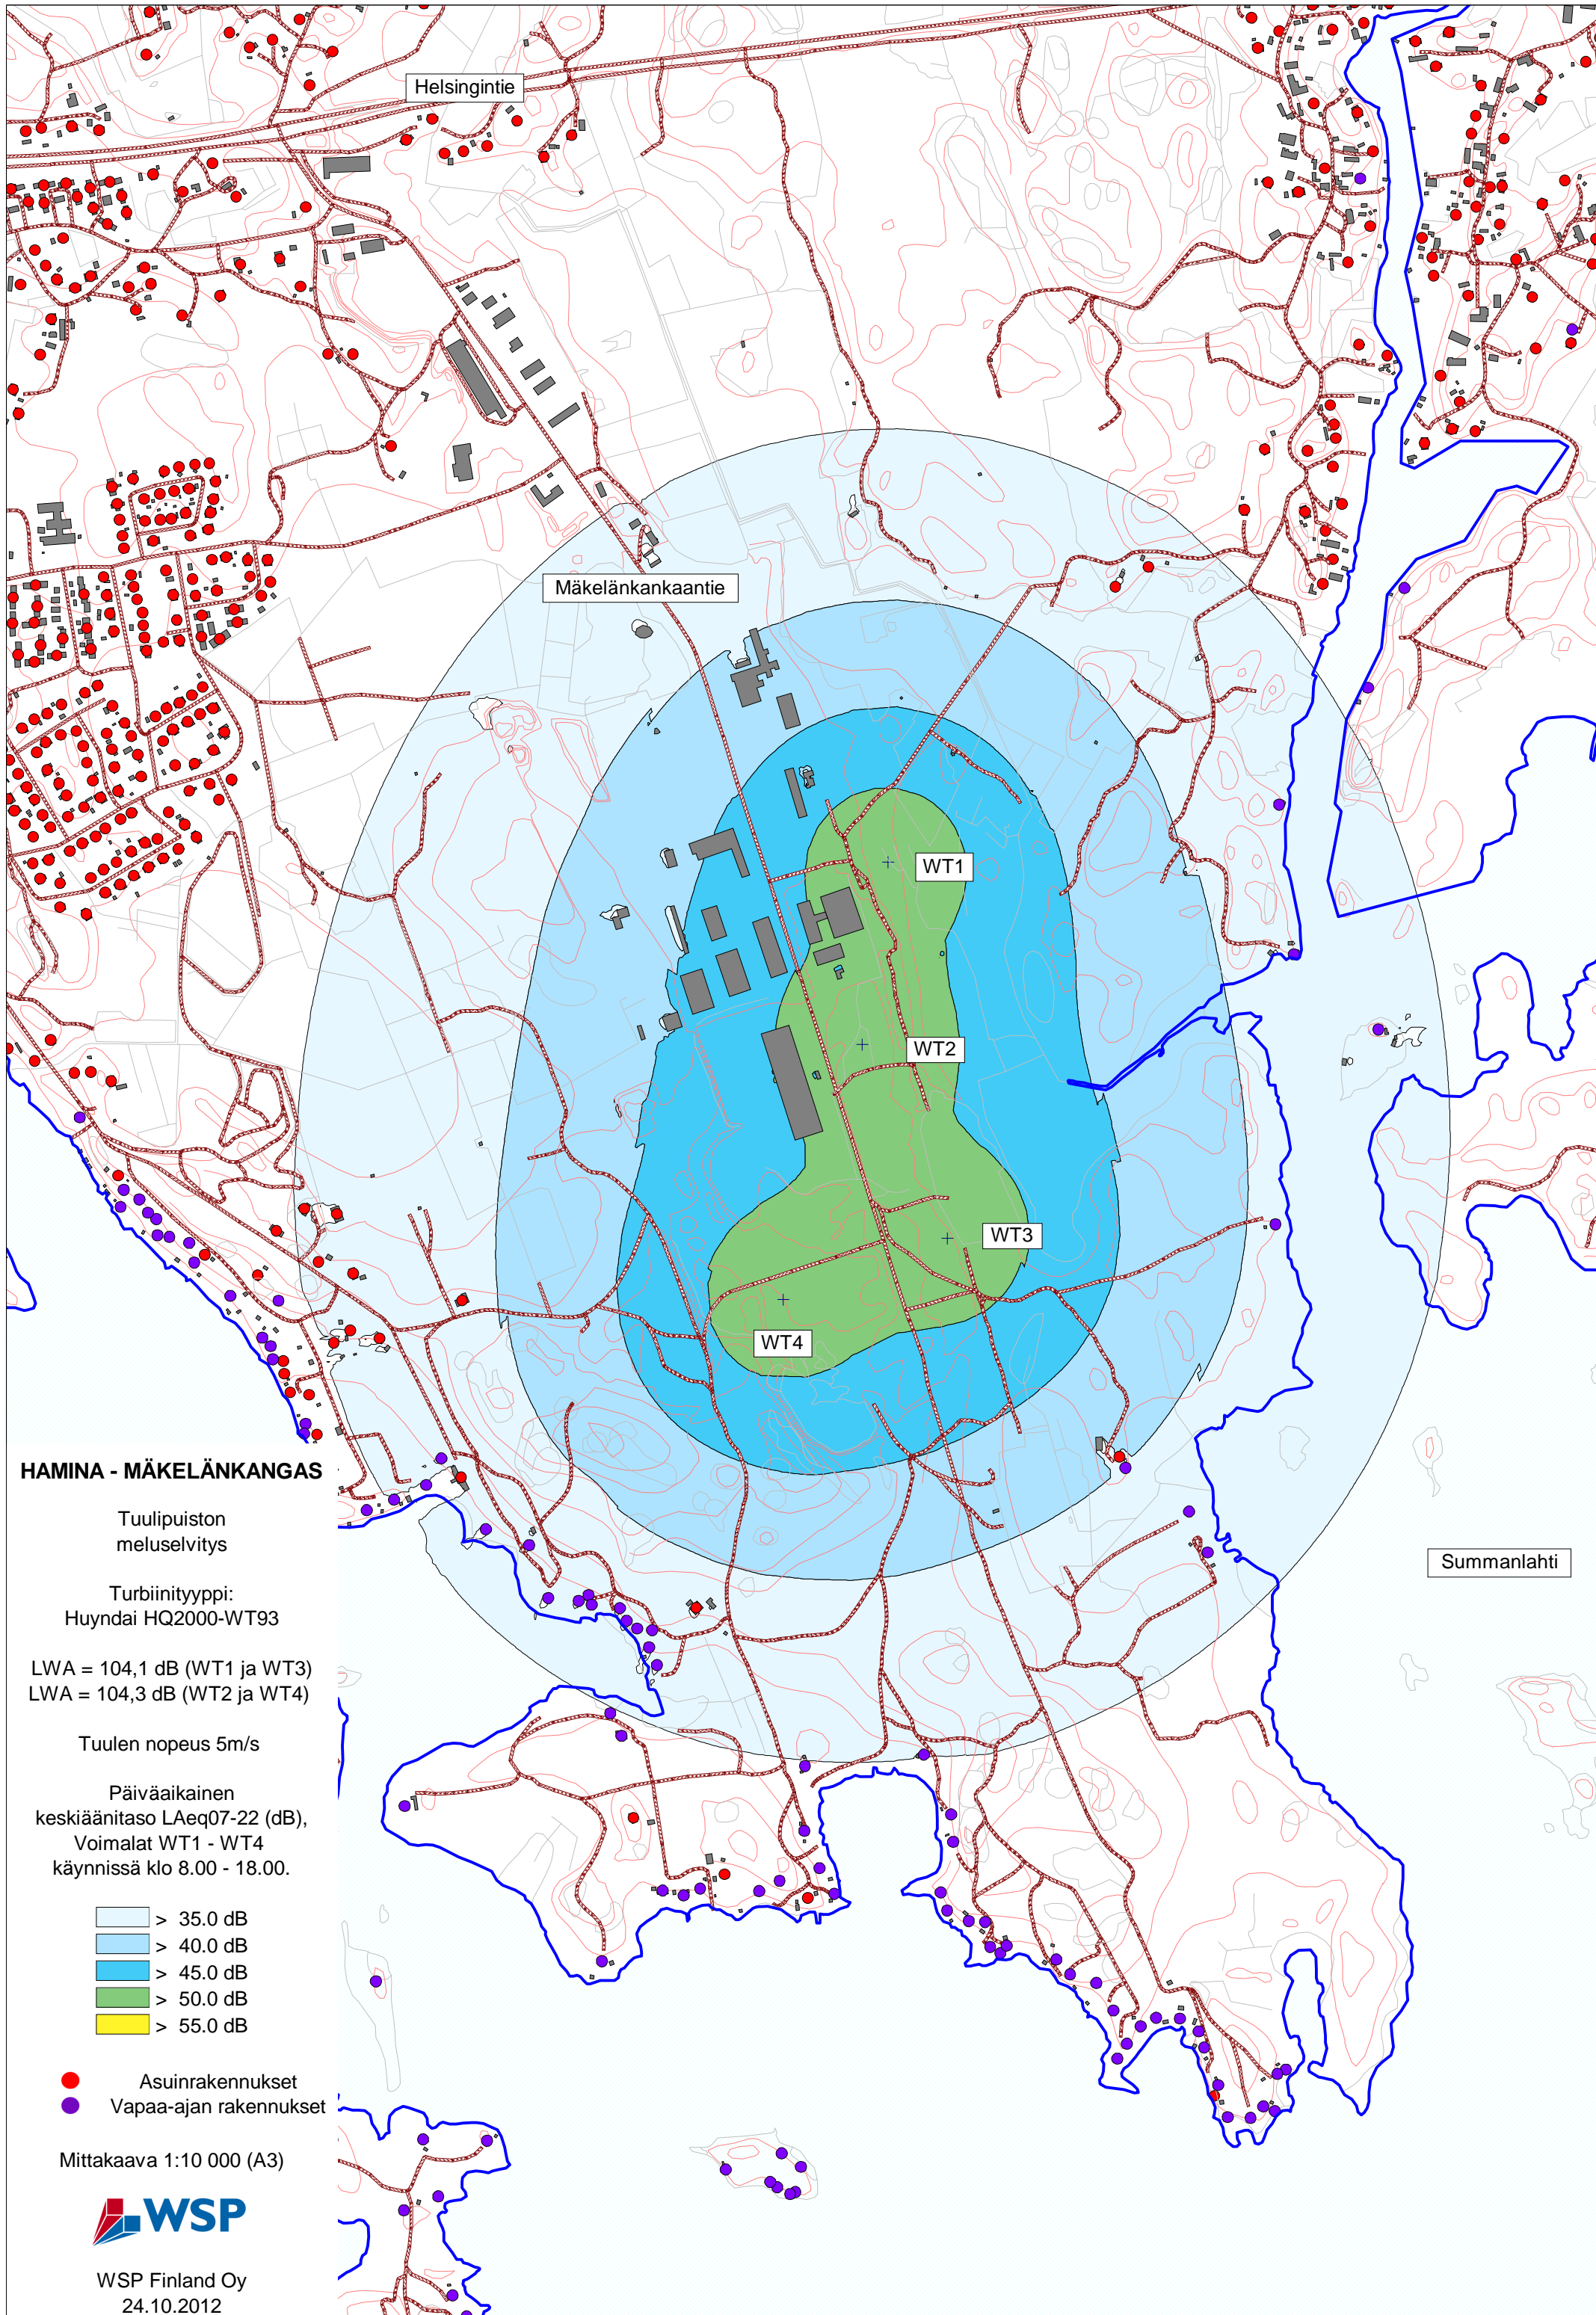 Helsingintie
Mäkelänkankaantie
WT1
WT2
WT3
WT4
Summanlahti
HAMINA - MÄKELÄNKANGAS
Tuulipuiston
meluselvitys
Turbiinityyppi:
Huyndai HQ2000-WT93
LWA = 104,1 dB (WT1 ja WT3)
LWA = 104,3 dB (WT2 ja WT4)
Tuulen nopeus 5m/s
Päiväaikainen
keskiäänitaso LAeq07-22 (dB),
Voimalat WT1 - WT4
käynnissä klo 8.00 - 18.00.
> 35.0 dB
> 40.0 dB
> 45.0 dB
> 50.0 dB
> 55.0 dB
Asuinrakennukset
Vapaa-ajan rakennukset
Mittakaava 1:10 000 (A3)
WSP
WSP Finland Oy
24.10.2012